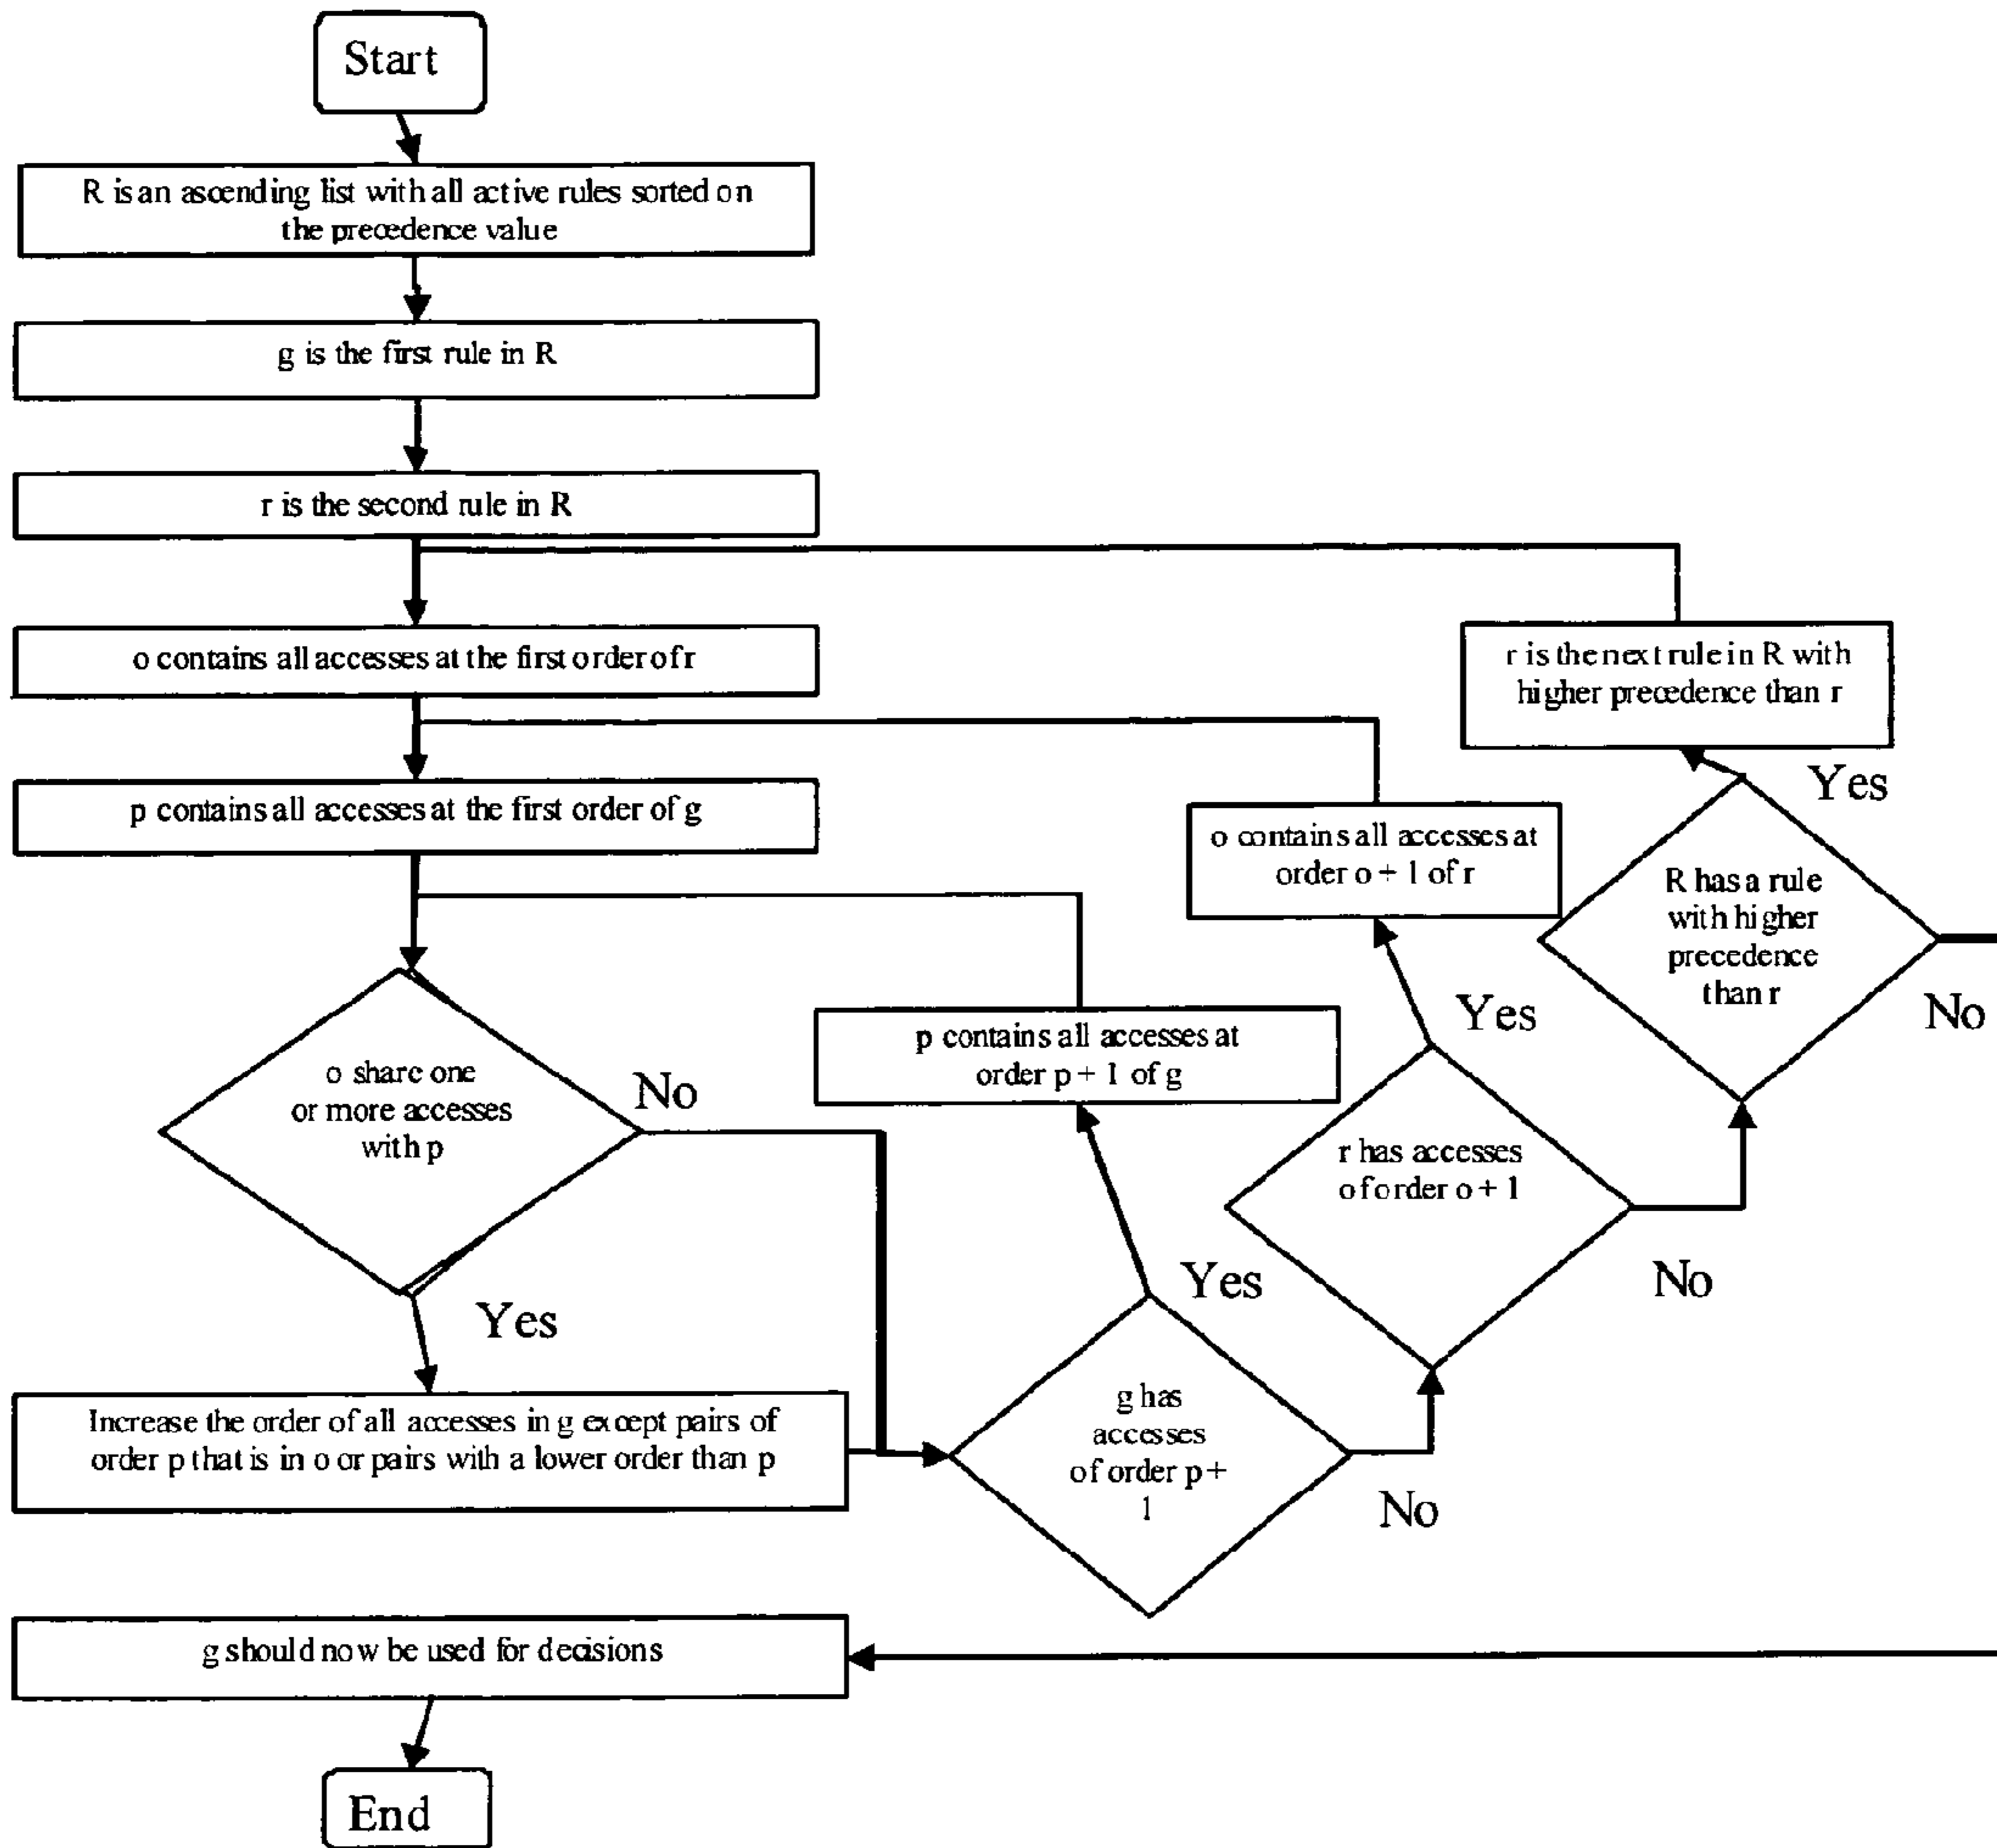 Start
R is an ascending list with all active rules sorted on
the precedence value
g is the first rule in R
r is the second rule in R
o contains all accesses at the first order of r
r is the next rule in R with
higher precedence than r
p contains all accesses at the first order of g
Yes
o contains all accesses at
order o + 1 of r
R has a rule
with higher
precedence
than r
Yes
No
p contains all accesses at
order p + 1 of g
o share one
or more accesses
with p
No
r has accesses
of order o + 1
Yes
No
Yes
Increase the order of all accesses in g except pairs of
order p that is in o or pairs with a lower order than p
g has
accesses
of order p +
1
No
g should now be used for decisions
End